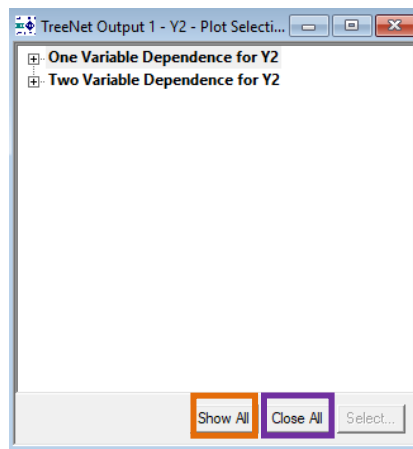 TreeNet Output 1 - Y2 - Plot Selecti...
One Variable Dependence for Y2
Two Variable Dependence for Y2
Show All Close All Select...